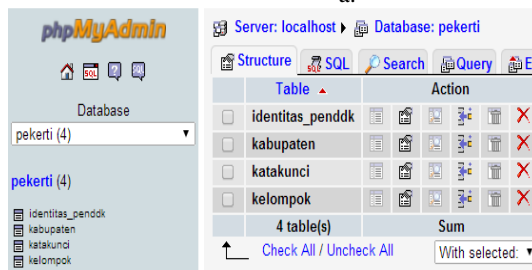 a.
phpMyAdmin
SQL
Database
pekerti (4)
pekerti (4)
identitas_penddk
kabupaten
katakunci
kelompok
Server: localhost Database: pekerti
Structure SQL Search Query E
Table Action
identitas_penddk
kabupaten
katakunci
kelompok
4 table(s) Sum
Check All / Uncheck All With selected: